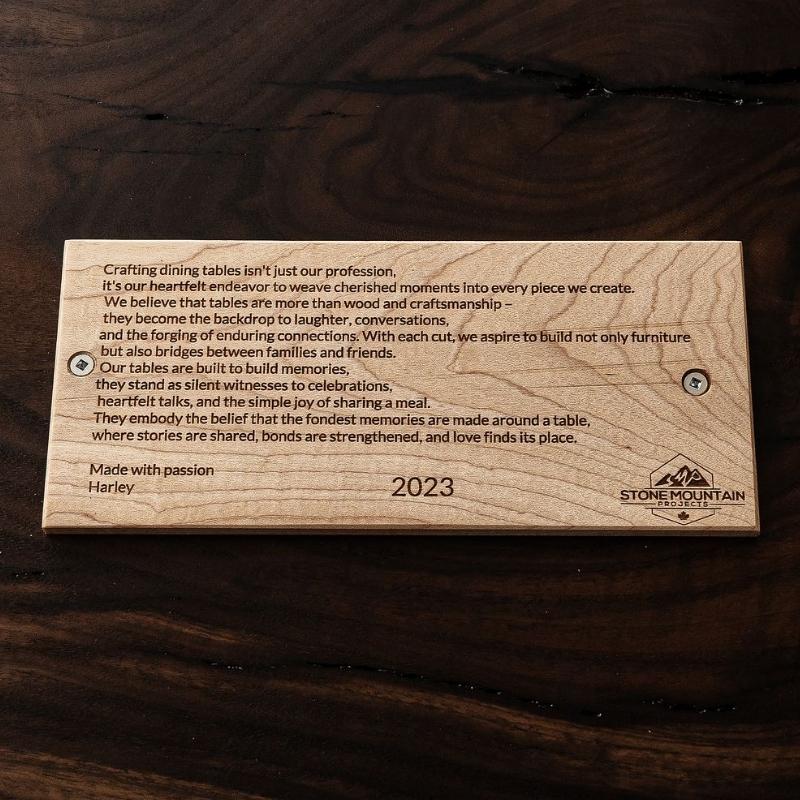 Crafting dining tables isn't just our profession,
it's our heartfelt endeavor to weave cherished moments into every piece we create.
We believe that tables are more than wood and craftsmanship –
they become the backdrop to laughter, conversations,
and the forging of enduring connections. With each cut, we aspire to build not only furniture
but also bridges between families and friends.
Our tables are built to build memories,
they stand as silent witnesses to celebrations,
heartfelt talks, and the simple joy of sharing a meal.
They embody the belief that the fondest memories are made around a table,
where stories are shared, bonds are strengthened, and love finds its place.
Made with passion
Harley
2023
STONE MOUNTAIN
PROJECTS